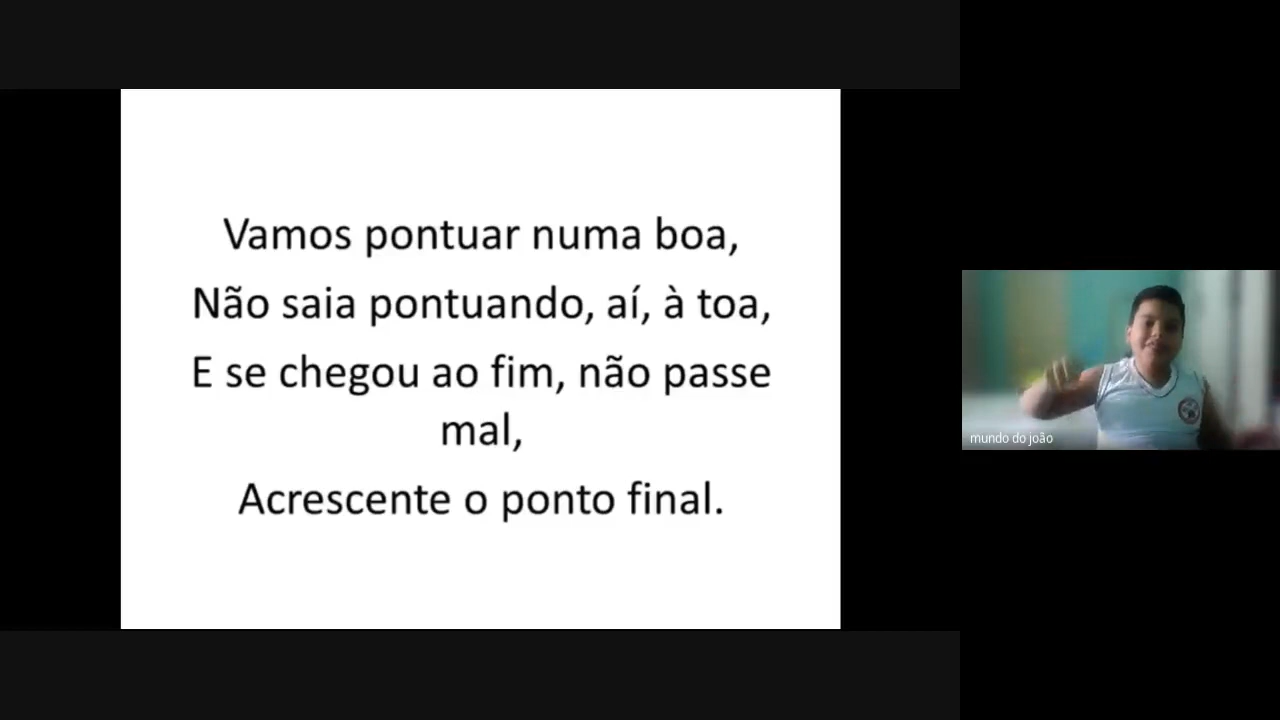 Vamos pontuar numa boa,
Não saia pontuando, aí, à toa,
E se chegou ao fim, não passe
mal,
Acrescente o ponto final.
mundo do joão